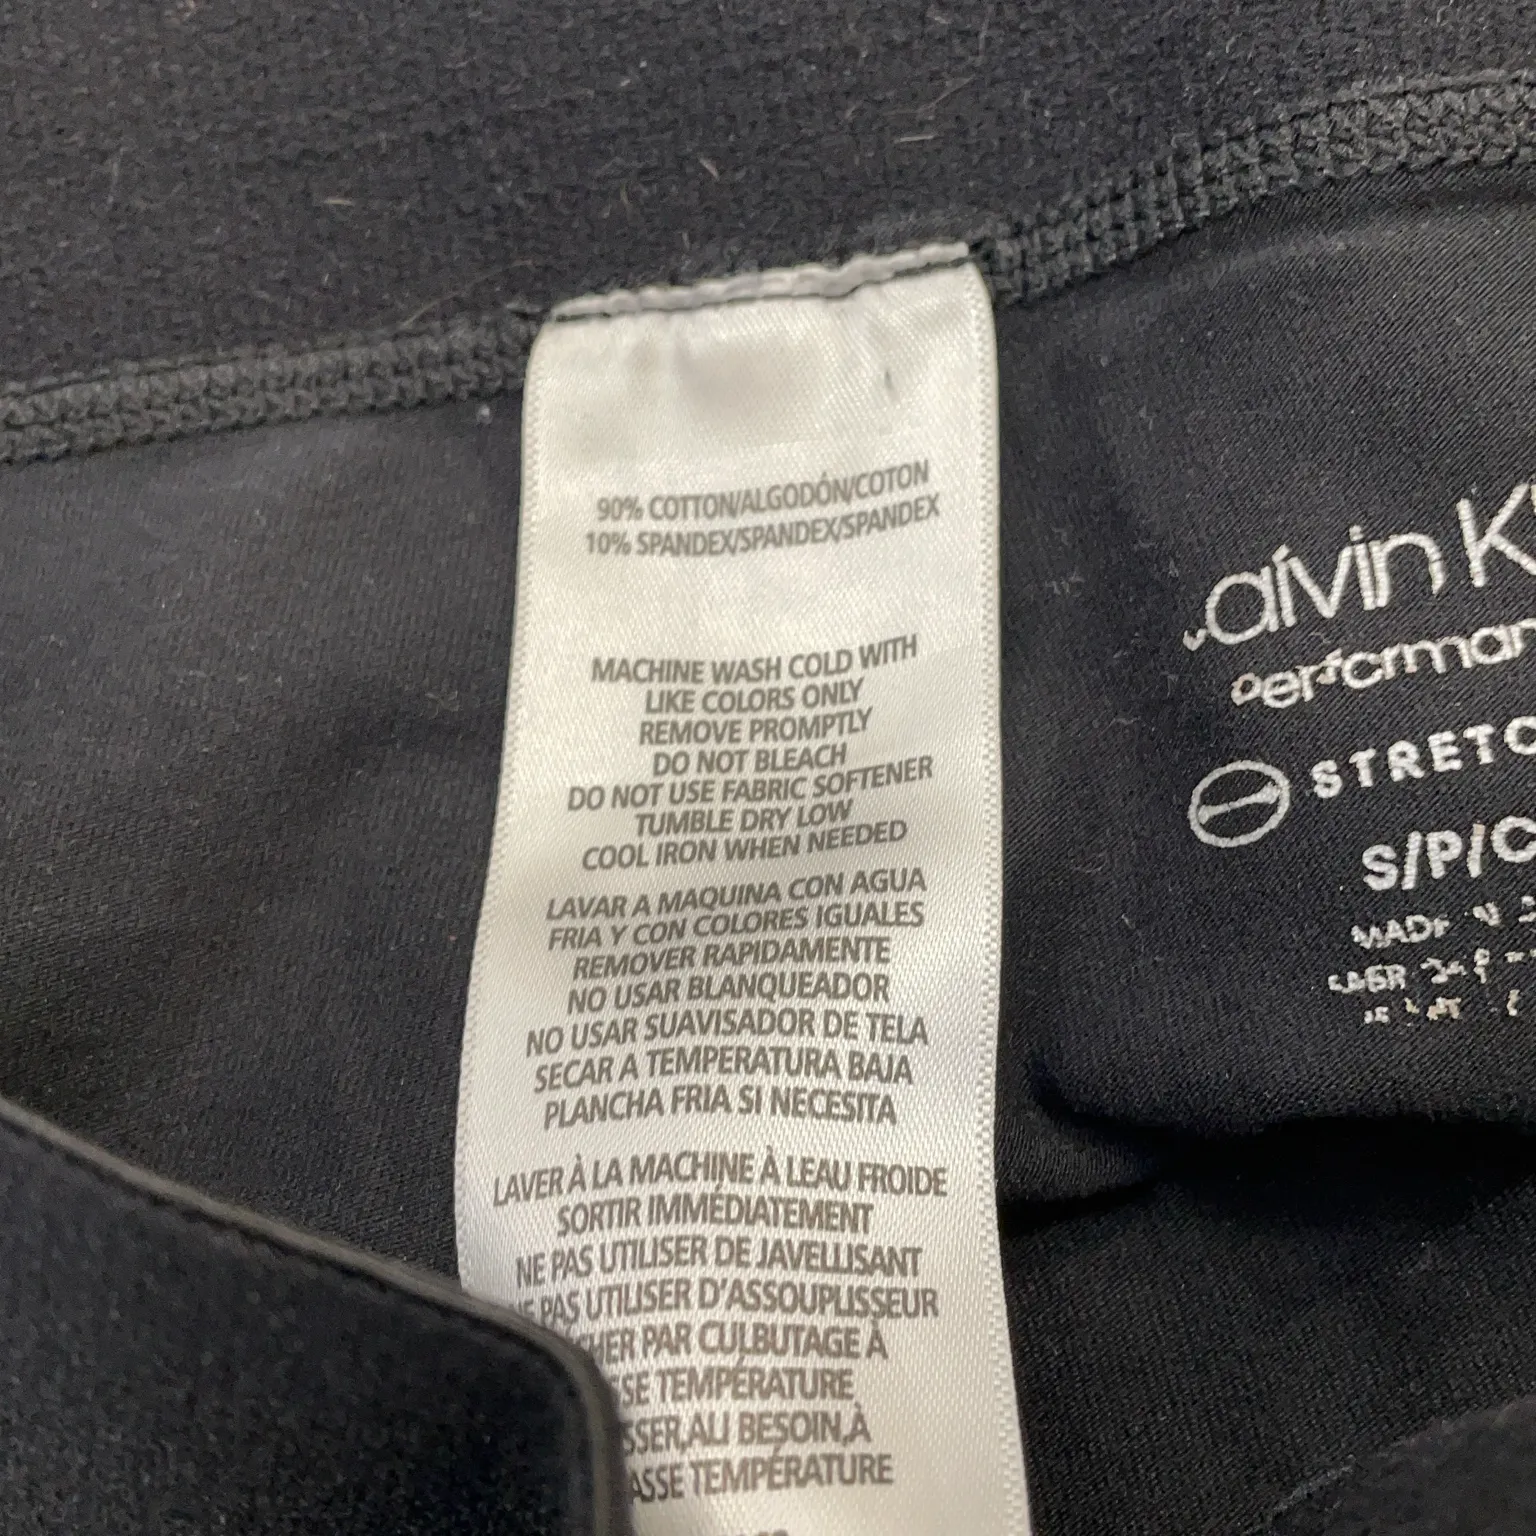 90% COTTON/ALGODÓN/COTON
10% SPANDEX/SPANDEX/SPANDEX
MACHINE WASH COLD WITH
LIKE COLORS ONLY
REMOVE PROMPTLY
DO NOT BLEACH
DO NOT USE FABRIC SOFTENER
TUMBLE DRY LOW
COOL IRON WHEN NEEDED
LAVAR A MAQUINA CON AGUA
FRIA Y CON COLORES IGUALES
REMOVER RAPIDAMENTE
NO USAR BLANQUEADOR
NO USAR SUAVISADOR DE TELA
SECAR A TEMPERATURA BAJA
PLANCHA FRIA SI NECESITA
LAVER À LA MACHINE À LEAU FROIDE
SORTIR IMMÉDIATEMENT
NE PAS UTILISER DE JAVELLISANT
PAS UTILISER D'ASSOUPLISSEUR
PAR CULBUTAGE À
TEMPÉRATURE
BESOIN,À
TEMPÉRATURE
alvin K
performan
STRETC
S/P/C